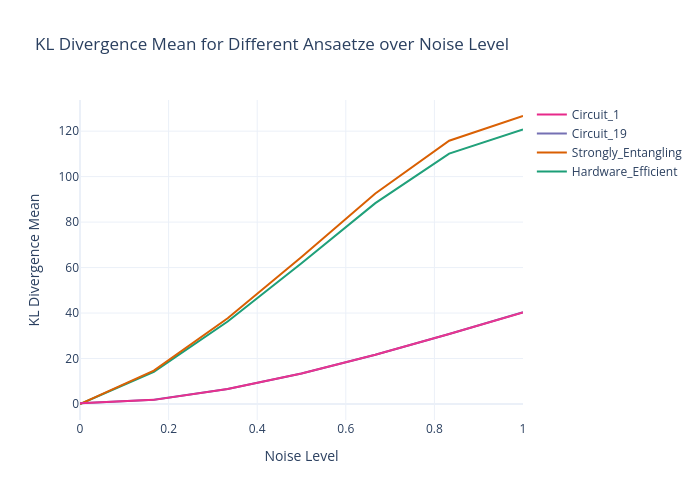 KL Divergence Mean for Different Ansaetze over Noise Level
Circuit_1
Circuit_19
Strongly_Entangling
Hardware_Efficient
KL Divergence Mean
120
100
80
60
40
20
0
0
0.2
0.4
0.6
0.8
1
Noise Level